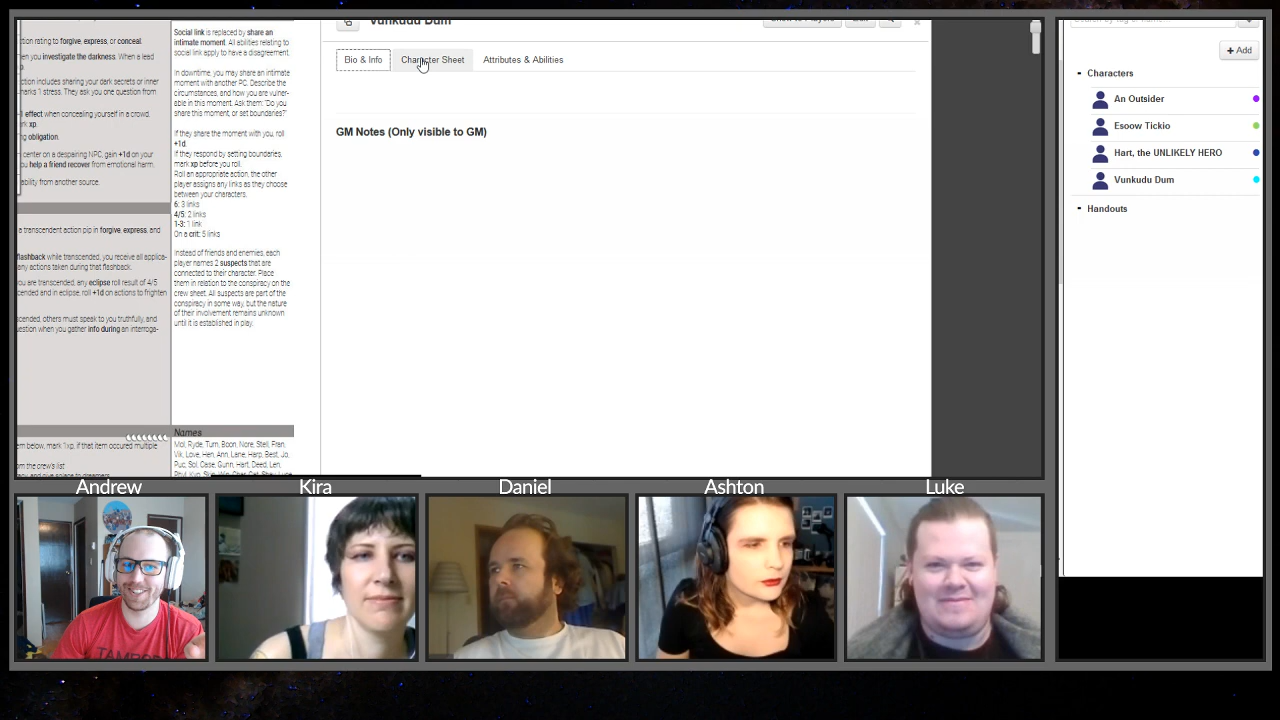 ction rating to forgive, express, or conceal.
en you investigate the darkness. When a lead
ction includes sharing your dark secrets or inner
marks 1 stress. They ask you one question from
effect when concealing yourself in a crowd,
xp.
obligation.
center on a despairing NPC, gain +1d on your
ou help a friend recover from emotional harm.
ability from another source.
a transcendent action pip in forgive, express, and
flashback while transcended, you receive all applica-
any actions taken during that flashback.
ou are transcended, any eclipse roll result of 4/5
cended and in eclipse, roll +1d on actions to frighten
scended, others must speak to you truthfully, and
uestion when you gather info during an interroga-
em below, mark 1xp. If that item occured multiple
om the crew's list
Social link is replaced by share an
intimate moment. All abilities relating to
social link apply to have a disagreement.
In downtime, you may share an intimate
moment with another PC. Describe the
circumstances, and how you are vulner-
able in this moment. Ask them: "Do you
share this moment, or set boundaries?"
If they share the moment with you, roll
+1d.
If they respond by setting boundaries,
mark xp before you roll.
Roll an appropriate action, the other
player assigns any links as they choose
between your characters.
6: 3 links
4/5: 2 links
1-3: 1 link
On a crit: 5 links
Instead of friends and enemies, each
player names 2 suspects that are
connected to their character. Place
them in relation to the conspiracy on the
crew sheet. All suspects are part of the
conspiracy in some way, but the nature
of their involvement remains unknown
until it is established in play.
Names
Mol, Ryde, Turn, Boon, Nore, Stell, Fran,
Vik, Love, Hen, Ann, Lane, Harp, Best, Jo,
Puc, Sol, Case, Gunn, Hart, Deed, Len,
Vunkudu Dum
Bio & Info
Character Sheet
Attributes & Abilities
GM Notes (Only visible to GM)
+ Add
Characters
An Outsider
Esoow Tickio
Hart, the UNLIKELY HERO
Vunkudu Dum
Handouts
Andrew
Kira
Daniel
Ashton
Luke